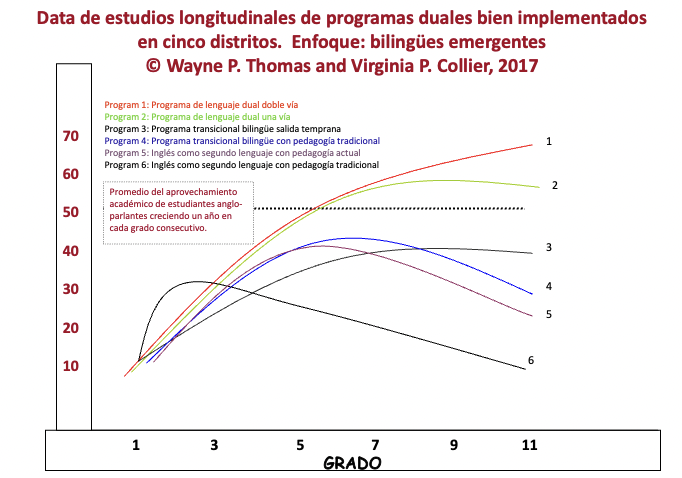 Data de estudios longitudinales de programas duales bien implementados
en cinco distritos.  Enfoque: bilingües emergentes
© Wayne P. Thomas and Virginia P. Collier, 2017
Program 1: Programa de lenguaje dual doble vía
Program 2: Programa de lenguaje dual una vía
Program 3: Programa transicional bilingüe salida temprana
Program 4: Programa transicional bilingüe con pedagogía tradicional
Program 5: Inglés como segundo lenguaje con pedagogía actual
Program 6: Inglés como segundo lenguaje con pedagogía tradicional
Promedio del aprovechamiento
académico de estudiantes anglo-
parlantes creciendo un año en
cada grado consecutivo.
70
60
50
40
30
20
10
1
2
3
4
5
6
1 3 5 7 9 11
GRADO